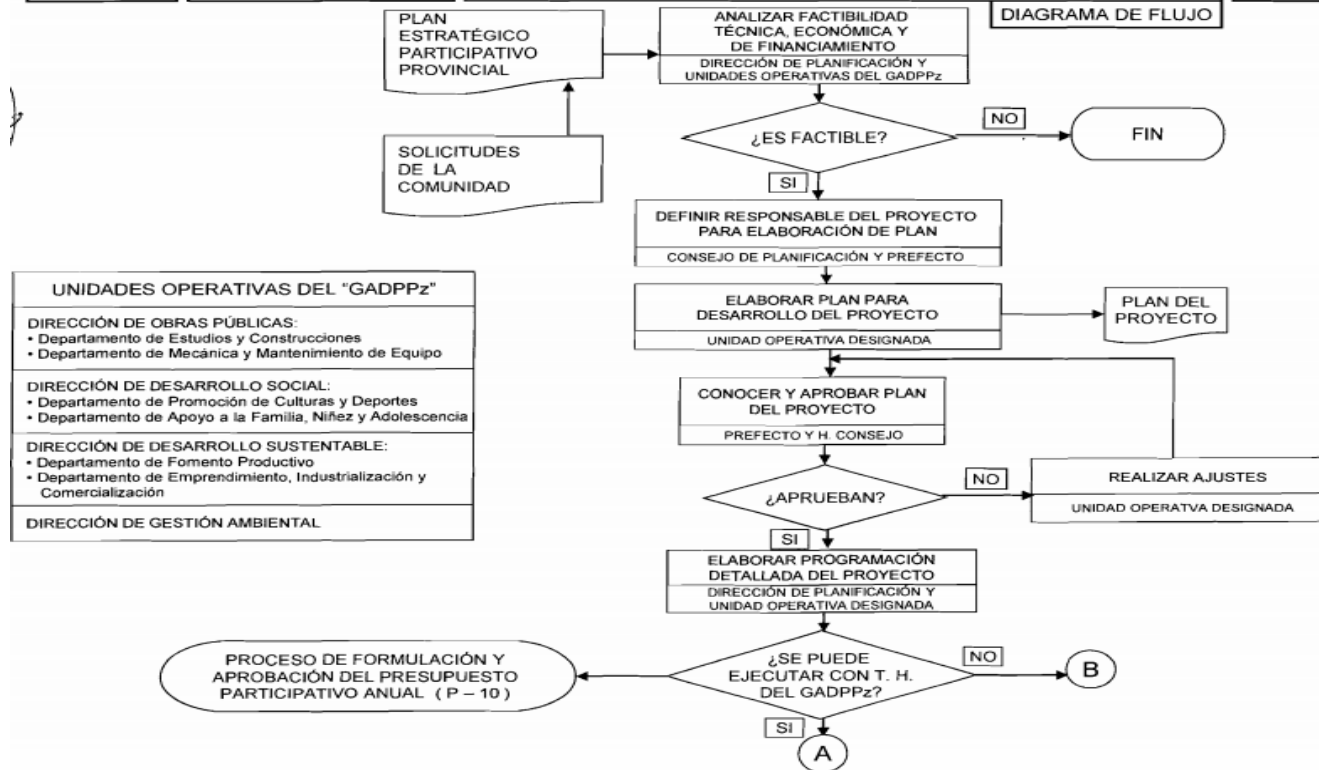 DIAGRAMA DE FLUJO
PLAN
ESTRATÉGICO
PARTICIPATIVO
PROVINCIAL
ANALIZAR FACTIBILIDAD
TÉCNICA, ECONÓMICA Y
DE FINANCIAMIENTO
DIRECCIÓN DE PLANIFICACIÓN Y
UNIDADES OPERATIVAS DEL GADPPz
SOLICITUDES
DE LA
COMUNIDAD
¿ES FACTIBLE?
NO
FIN
SI
DEFINIR RESPONSABLE DEL PROYECTO
PARA ELABORACIÓN DE PLAN
CONSEJO DE PLANIFICACIÓN Y PREFECTO
ELABORAR PLAN PARA
DESARROLLO DEL PROYECTO
UNIDAD OPERATIVA DESIGNADA
PLAN DEL
PROYECTO
UNIDADES OPERATIVAS DEL "GADPPz"
DIRECCIÓN DE OBRAS PÚBLICAS:
• Departamento de Estudios y Construcciones
• Departamento de Mecánica y Mantenimiento de Equipo
DIRECCIÓN DE DESARROLLO SOCIAL:
• Departamento de Promoción de Culturas y Deportes
• Departamento de Apoyo a la Familia, Niñez y Adolescencia
DIRECCIÓN DE DESARROLLO SUSTENTABLE:
• Departamento de Fomento Productivo
• Departamento de Emprendimiento, Industrialización y
Comercialización
DIRECCIÓN DE GESTIÓN AMBIENTAL
CONOCER Y APROBAR PLAN
DEL PROYECTO
PREFECTO Y H. CONSEJO
¿APRUEBAN?
NO
REALIZAR AJUSTES
UNIDAD OPERATVA DESIGNADA
SI
ELABORAR PROGRAMACIÓN
DETALLADA DEL PROYECTO
DIRECCIÓN DE PLANIFICACIÓN Y
UNIDAD OPERATIVA DESIGNADA
PROCESO DE FORMULACIÓN Y
APROBACIÓN DEL PRESUPUESTO
PARTICIPATIVO ANUAL ( P – 10 )
¿SE PUEDE
EJECUTAR CON T. H.
DEL GADPPz?
NO
B
SI
A